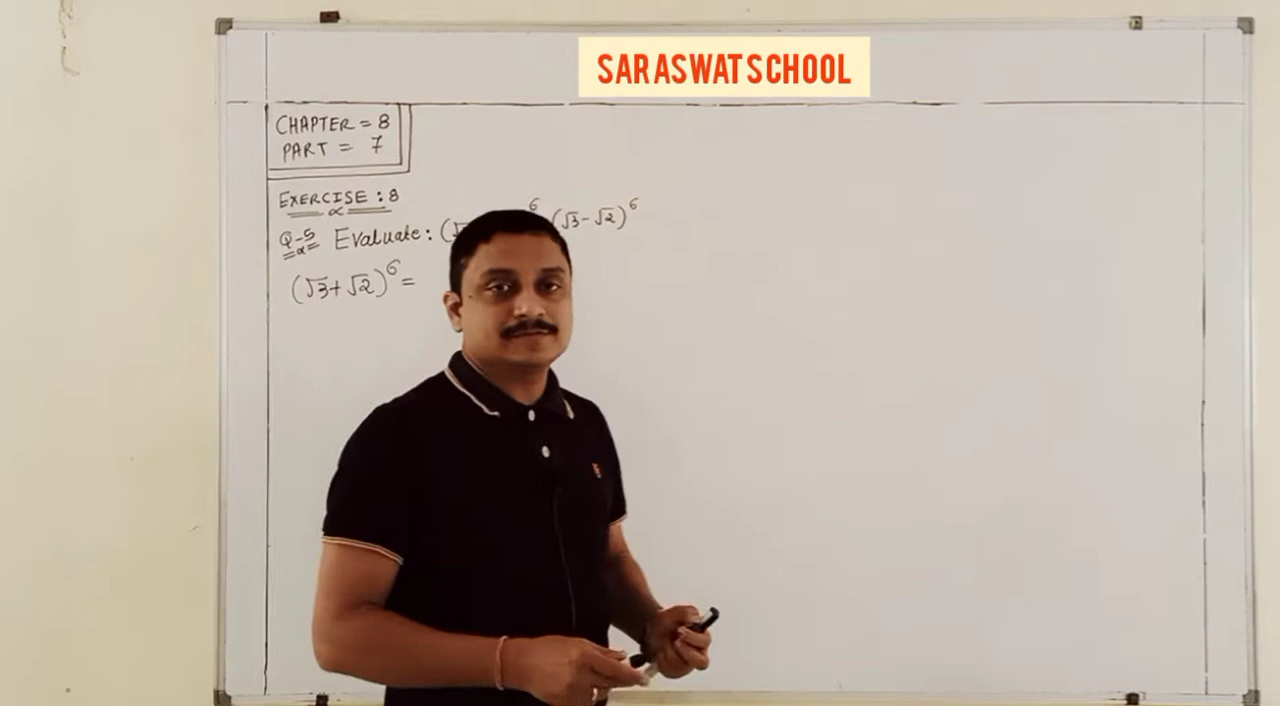 SARASWAT SCHOOL
CHAPTER = 8
PART = 7
EXERCISE : 8
Q-5 Evaluate : (√ 6 (√3-√2)^6
(√3+√2)^6 =